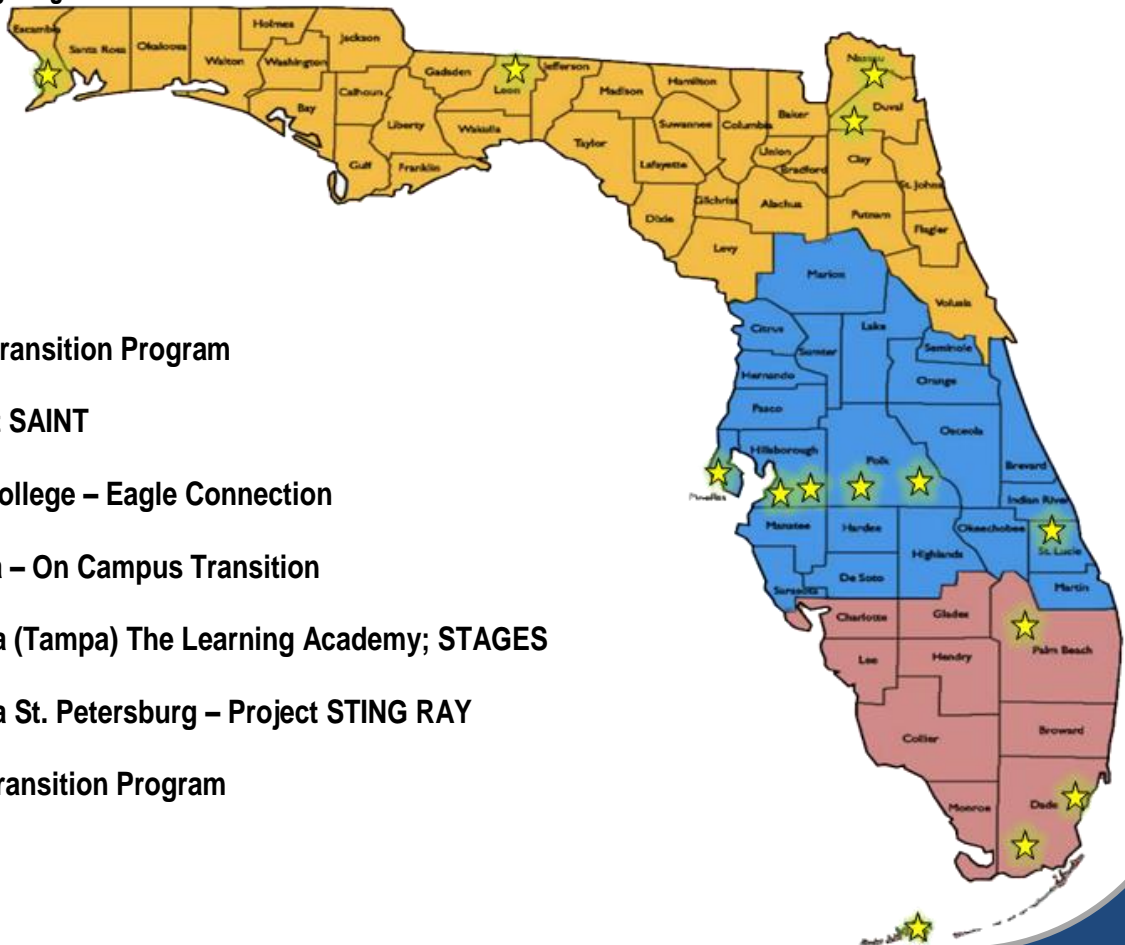 Escambia
Santa Rosa
Okaloosa
Walton
Holmes
Washington
Jackson
Bay
Calhoun
Gulf
Liberty
Franklin
Gadsden
Leon
Wakulla
Jefferson
Madison
Taylor
Hamilton
Suwannee
Lafayette
Dixie
Columbia
Gilchrist
Levy
Baker
Union
Bradford
Alachua
Nassau
Duval
Clay
St. Johns
Putnam
Flagler
Volusia
Marion
Citrus
Sumter
Lake
Seminole
Hernando
Orange
Pasco
Osceola
Hillsborough
Polk
Brevard
Pinellas
Indian River
Manatee
Hardee
Okeechobee
St. Lucie
Highlands
Sarasota
De Soto
Martin
Charlotte
Glades
Palm Beach
Lee
Hendry
Collier
Broward
Monroe
Dade
ransition Program
SAINT
ollege – Eagle Connection
– On Campus Transition
a (Tampa) The Learning Academy; STAGES
a St. Petersburg – Project STING RAY
ransition Program